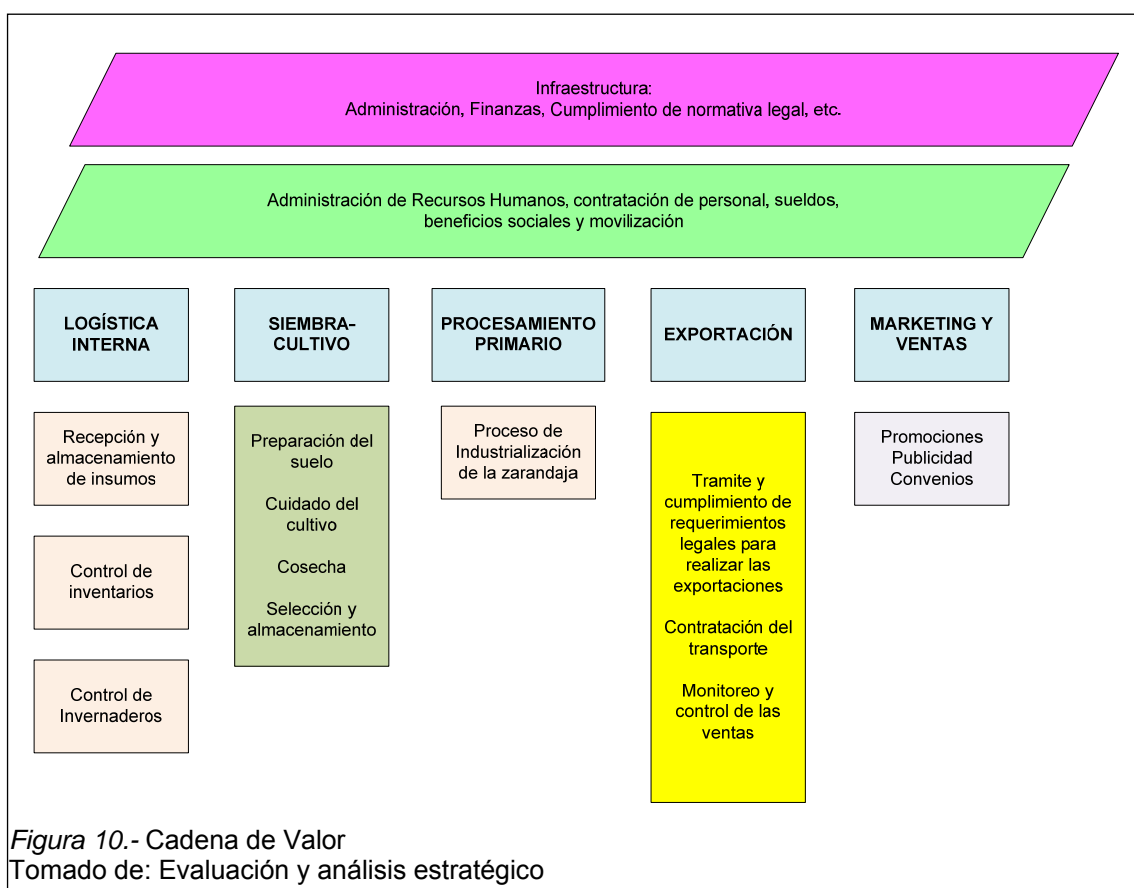 Infraestructura:
Administración, Finanzas, Cumplimiento de normativa legal, etc.
Administración de Recursos Humanos, contratación de personal, sueldos,
beneficios sociales y movilización
LOGÍSTICA
INTERNA
SIEMBRA-
CULTIVO
PROCESAMIENTO
PRIMARIO
EXPORTACIÓN
MARKETING Y
VENTAS
Recepción y
almacenamiento
de insumos
Control de
inventarios
Control de
Invernaderos
Preparación del
suelo
Cuidado del
cultivo
Cosecha
Selección y
almacenamiento
Proceso de
Industrialización
de la zarandaja
Tramite y
cumplimiento de
requerimientos
legales para
realizar las
exportaciones
Contratación del
transporte
Monitoreo y
control de las
ventas
Promociones
Publicidad
Convenios
Figura 10.- Cadena de Valor
Tomado de: Evaluación y análisis estratégico